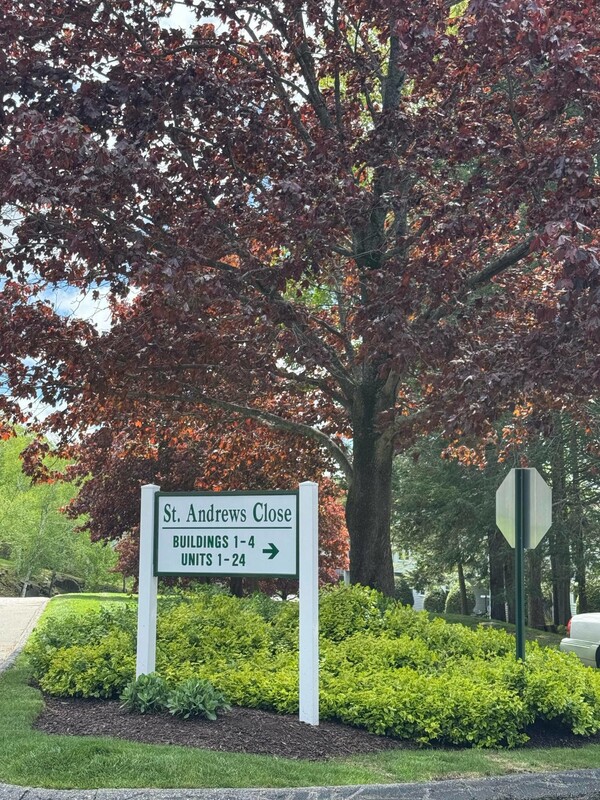 St. Andrews Close
BUILDINGS 1-4
UNITS 1-24 →